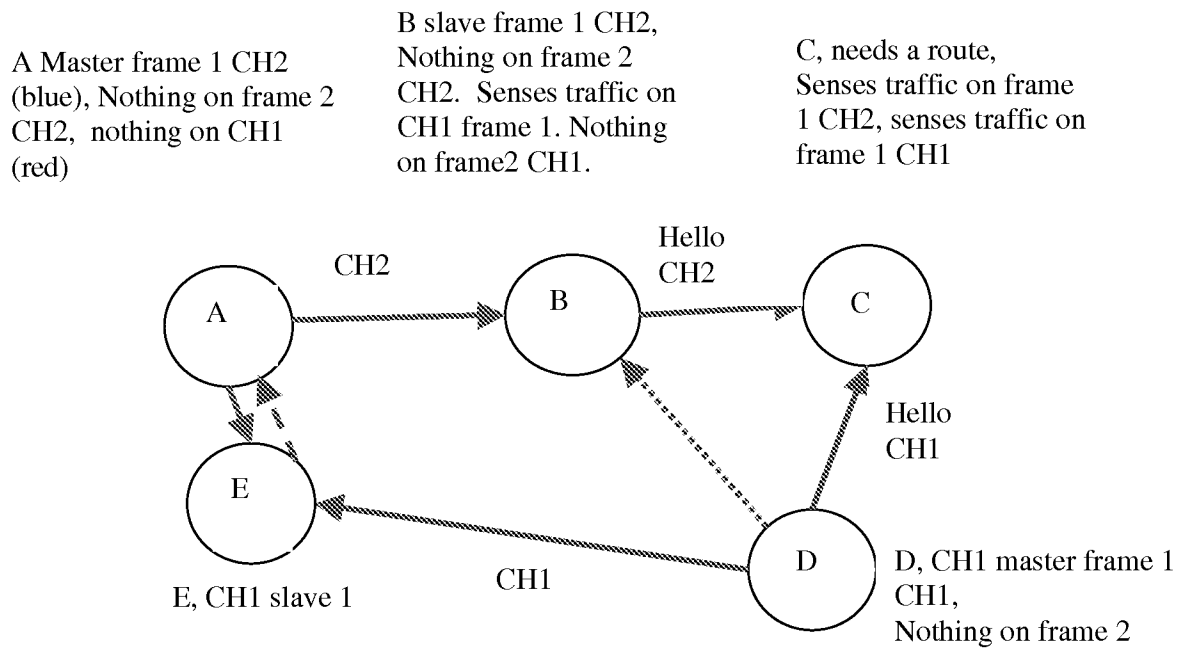 A Master frame 1 CH2
(blue), Nothing on frame 2
CH2,  nothing on CH1
(red)
B slave frame 1 CH2,
Nothing on frame 2
CH2.  Senses traffic on
CH1 frame 1. Nothing
on frame2 CH1.
C, needs a route,
Senses traffic on frame
1 CH2, senses traffic on
frame 1 CH1
CH2
Hello
CH2
A
B
C
Hello
CH1
E
CH1
D
E, CH1 slave 1
D, CH1 master frame 1
CH1,
Nothing on frame 2